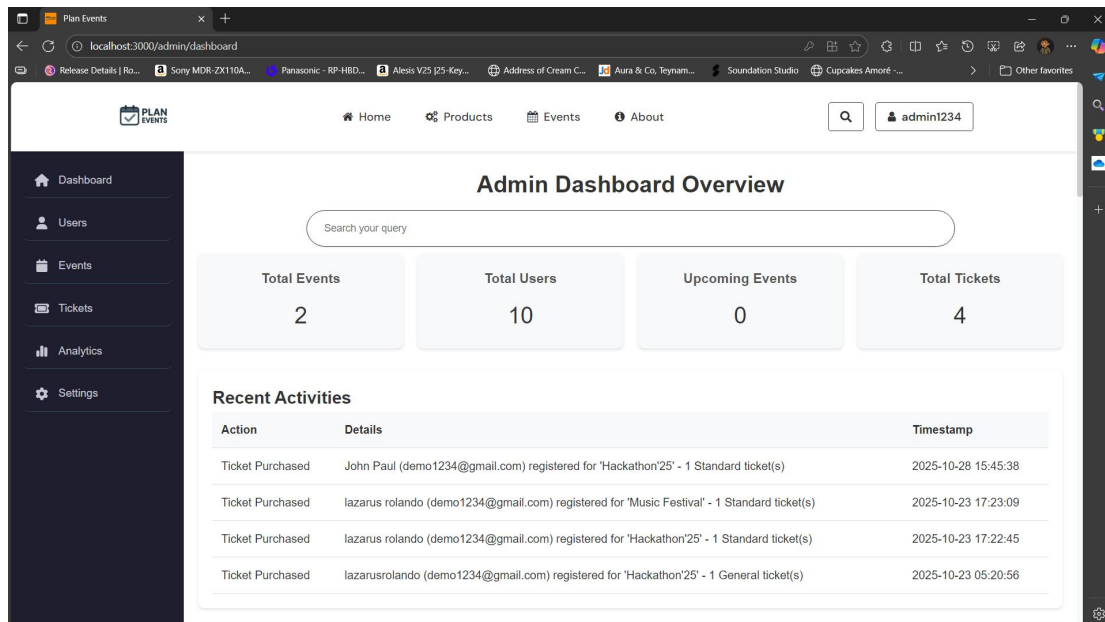 Plan Events
localhost:3000/admin/dashboard
Release Details | Ro...
Sony MDR-ZX110A...
Panasonic - RP-HBD...
Alesis V25 |25-Key...
Address of Cream C...
Aura & Co, Teynam...
Soundation Studio
Cupcakes Amoré -...
Other favorites
PLAN
EVENTS
Home
Products
Events
About
admin1234
Dashboard
Users
Events
Tickets
Analytics
Settings
Admin Dashboard Overview
Search your query
Total Events
2
Total Users
10
Upcoming Events
0
Total Tickets
4
Recent Activities
Action Details Timestamp
Ticket Purchased John Paul (demo1234@gmail.com) registered for 'Hackathon'25' - 1 Standard ticket(s) 2025-10-28 15:45:38
Ticket Purchased lazarus rolando (demo1234@gmail.com) registered for 'Music Festival' - 1 Standard ticket(s) 2025-10-23 17:23:09
Ticket Purchased lazarus rolando (demo1234@gmail.com) registered for 'Hackathon'25' - 1 Standard ticket(s) 2025-10-23 17:22:45
Ticket Purchased lazarusrolando (demo1234@gmail.com) registered for 'Hackathon'25' - 1 General ticket(s) 2025-10-23 05:20:56